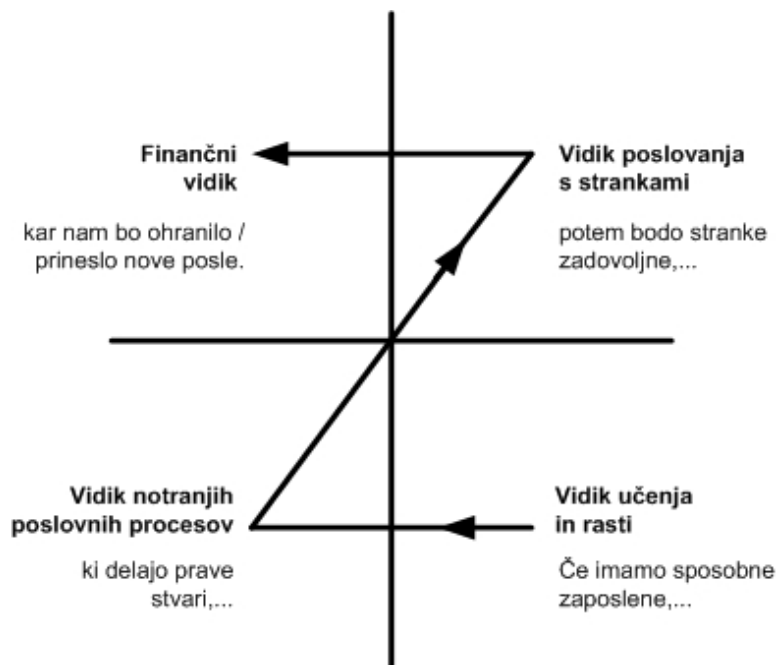 Finančni
vidik
kar nam bo ohranilo /
prineslo nove posle.
Vidik poslovanja
s strankami
potem bodo stranke
zadovoljne,...
Vidik notranjih
poslovnih procesov
ki delajo prave
stvari,...
Vidik učenja
in rasti
Če imamo sposobne
zaposlene,...